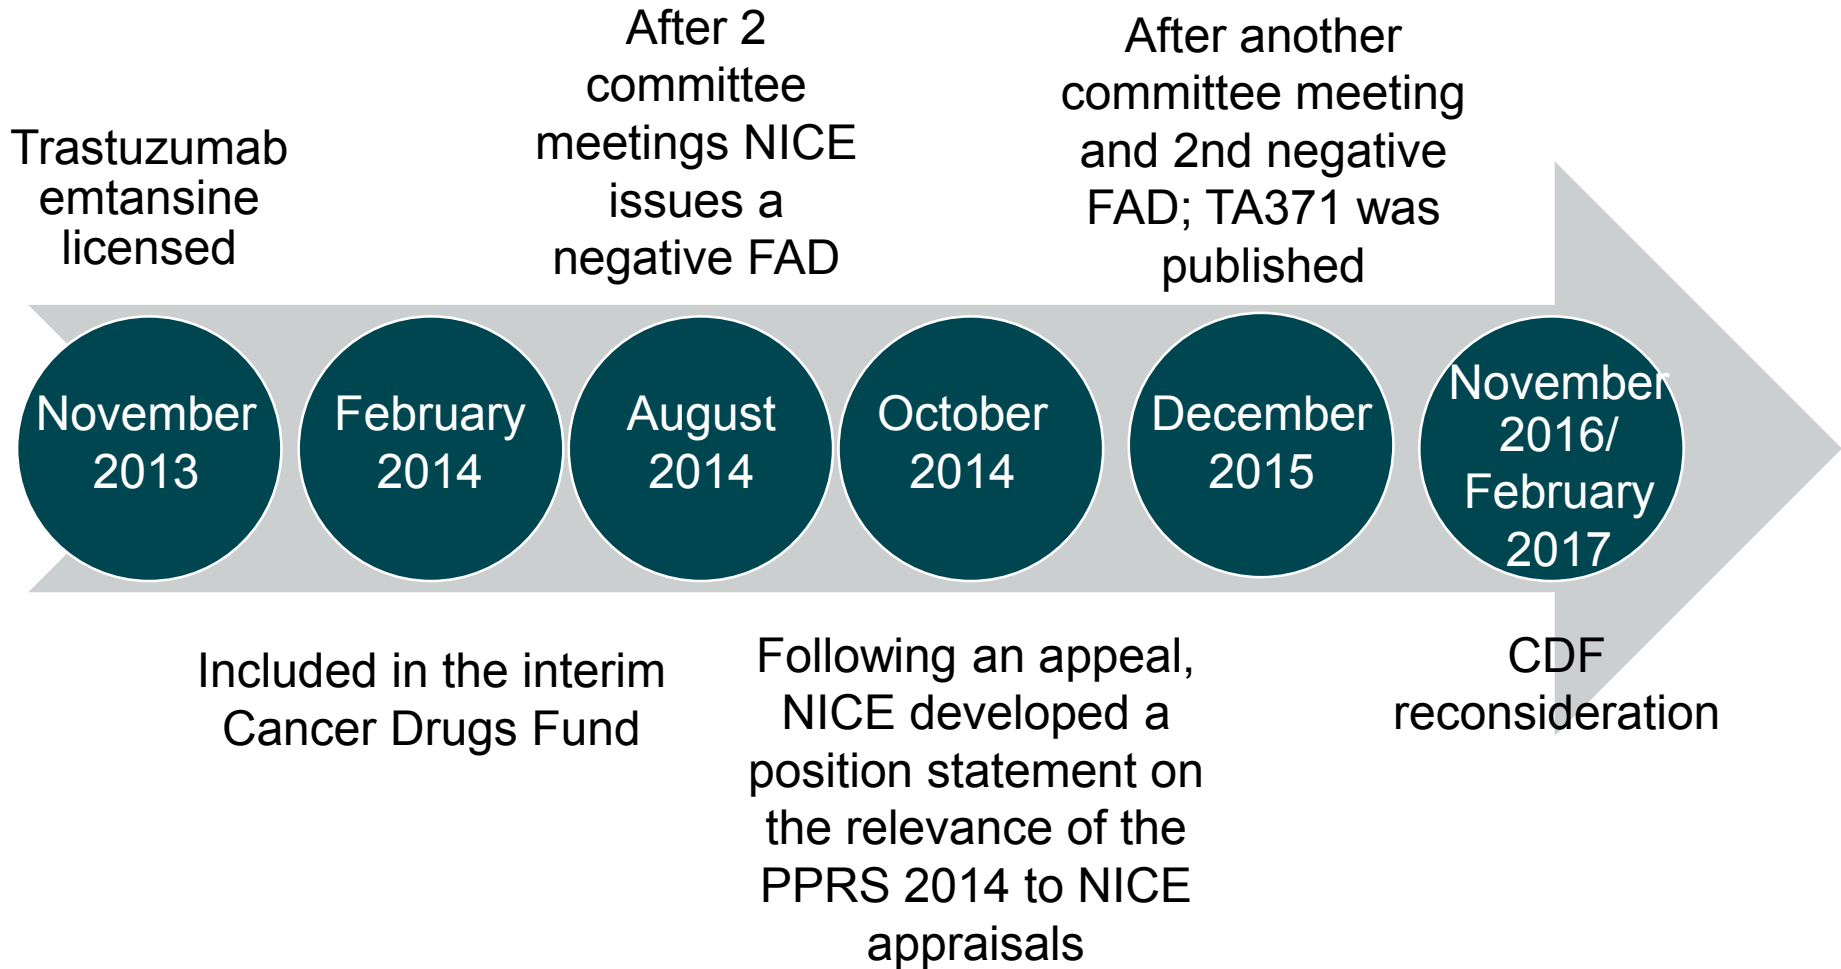 Trastuzumab
emtansine
licensed
After 2
committee
meetings NICE
issues a
negative FAD
After another
committee meeting
and 2nd negative
FAD; TA371 was
published
November
2013
February
2014
August
2014
October
2014
December
2015
November
2016/
February
2017
Included in the interim
Cancer Drugs Fund
Following an appeal,
NICE developed a
position statement on
the relevance of the
PPRS 2014 to NICE
appraisals
CDF
reconsideration